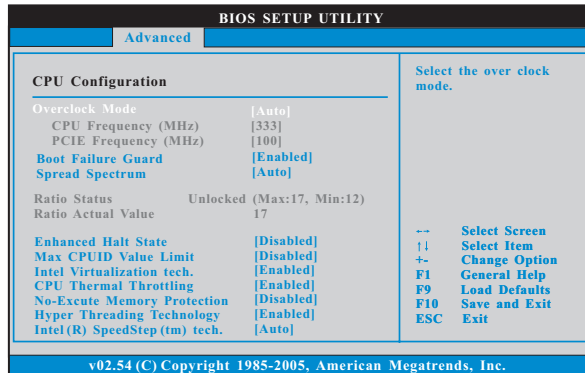 BIOS SETUP UTILITY
Advanced
CPU Configuration
Overclock Mode [Auto]
CPU Frequency (MHz) [333]
PCIE Frequency (MHz) [100]
Boot Failure Guard [Enabled]
Spread Spectrum [Auto]
Ratio Status Unlocked (Max:17, Min:12)
Ratio Actual Value 17
Enhanced Halt State [Disabled]
Max CPUID Value Limit [Disabled]
Intel Virtualization tech. [Enabled]
CPU Thermal Throttling [Enabled]
No-Excute Memory Protection [Disabled]
Hyper Threading Technology [Enabled]
Intel(R) SpeedStep(tm) tech. [Auto]
Select the over clock
mode.
←→ Select Screen
↑↓ Select Item
+- Change Option
F1 General Help
F9 Load Defaults
F10 Save and Exit
ESC Exit
v02.54 (C) Copyright 1985-2005, American Megatrends, Inc.